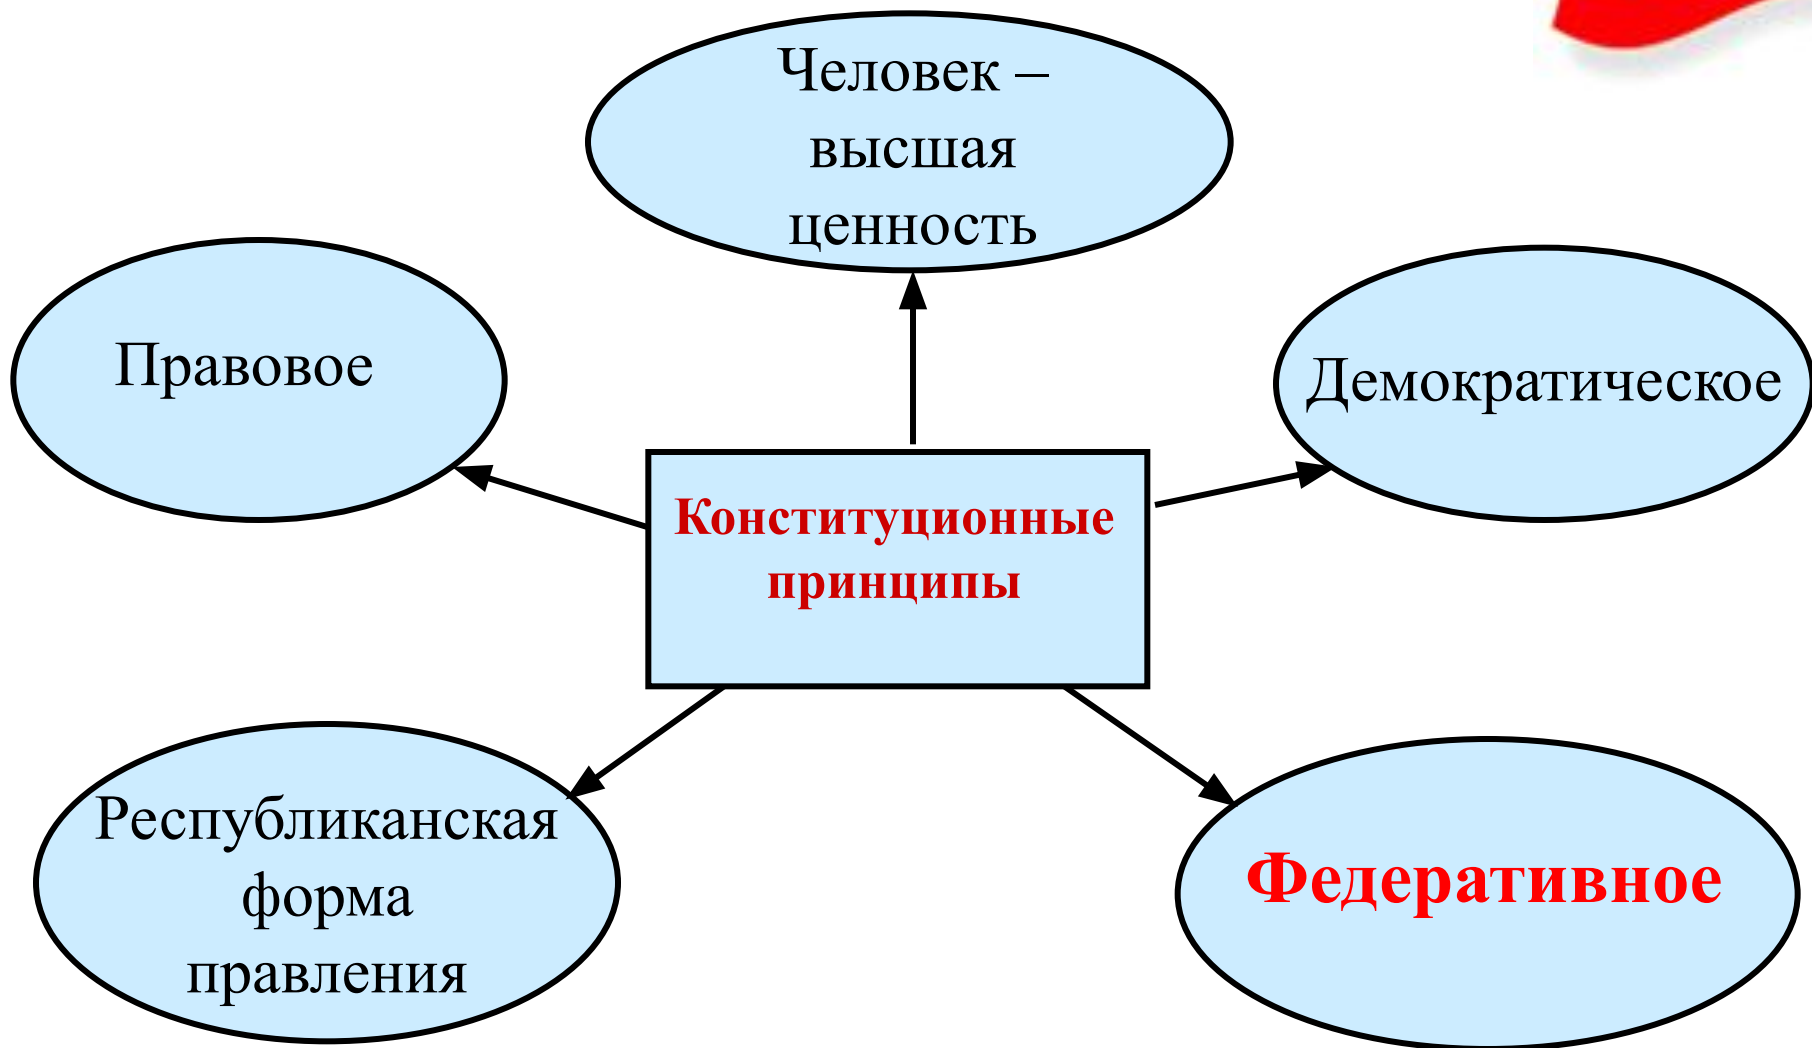 Человек –
высшая
ценность
Правовое
Демократическое
Конституционные
принципы
Республиканская
форма
правления
Федеративное